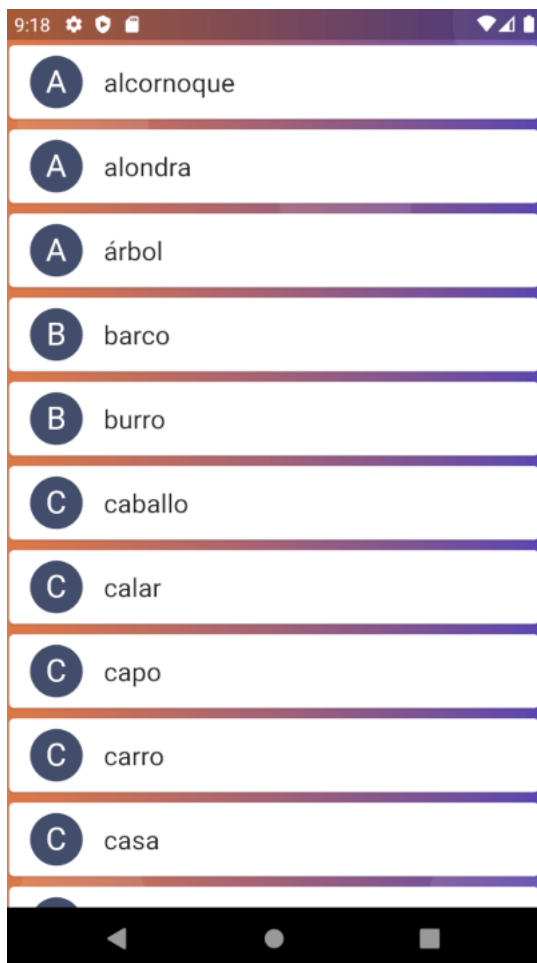 9:18
A alcornoque
A alondra
A árbol
B barco
B burro
C caballo
C calar
C capo
C carro
C casa